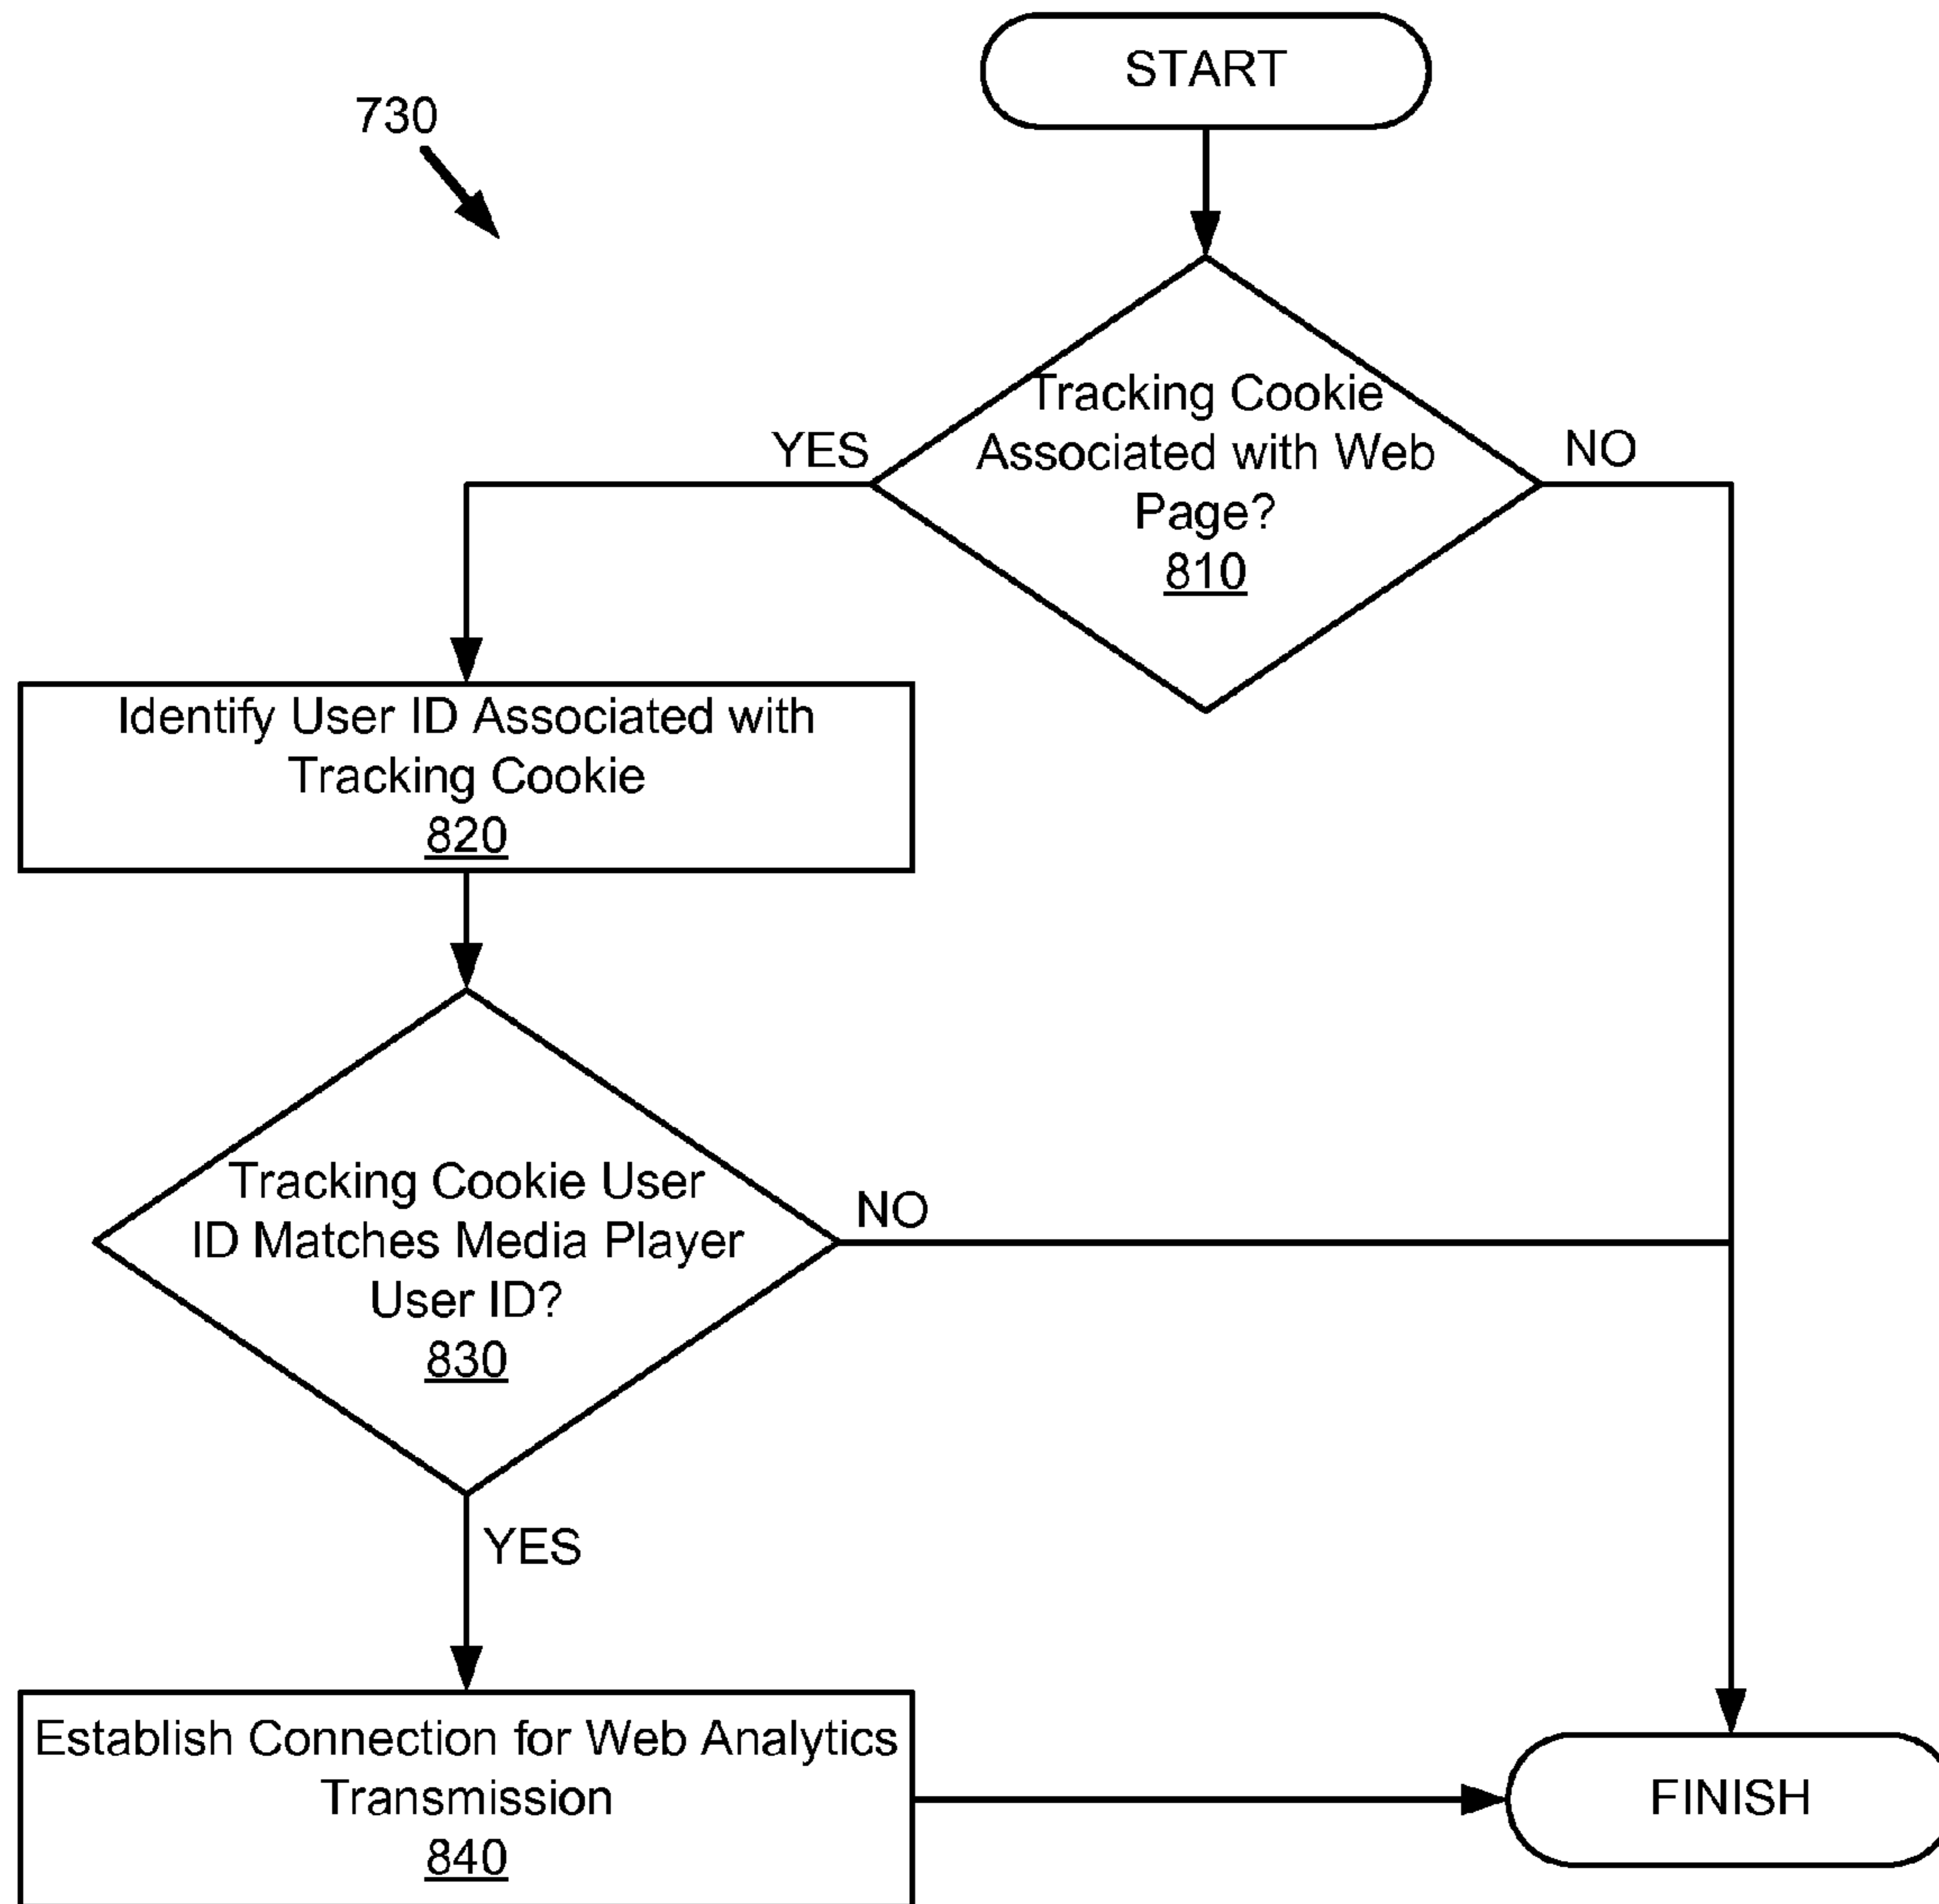 START
730
Tracking Cookie
Associated with Web
Page?
810
YES
NO
Identify User ID Associated with
Tracking Cookie
820
Tracking Cookie User
ID Matches Media Player
User ID?
830
NO
YES
Establish Connection for Web Analytics
Transmission
840
FINISH